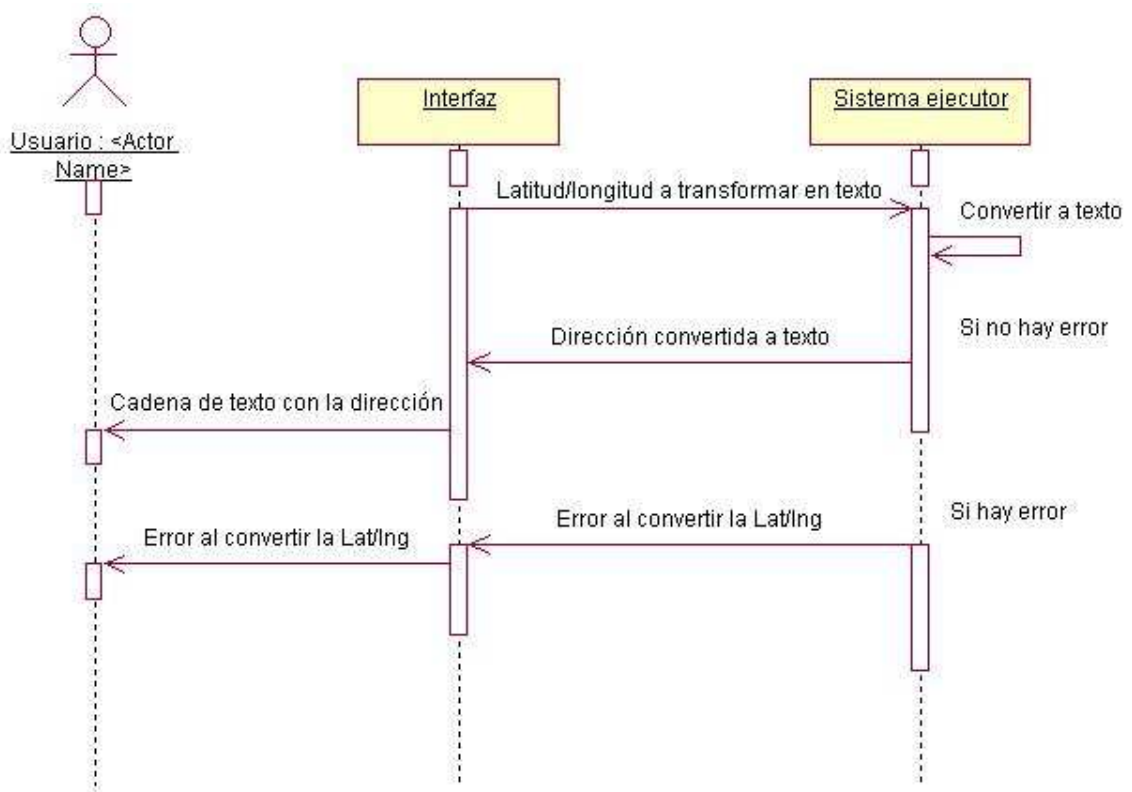 Usuario : <Actor
Name>
Interfaz
Sistema ejecutor
Latitud/longitud a transformar en texto
Convertir a texto
Si no hay error
Dirección convertida a texto
Cadena de texto con la dirección
Si hay error
Error al convertir la Lat/lng
Error al convertir la Lat/lng